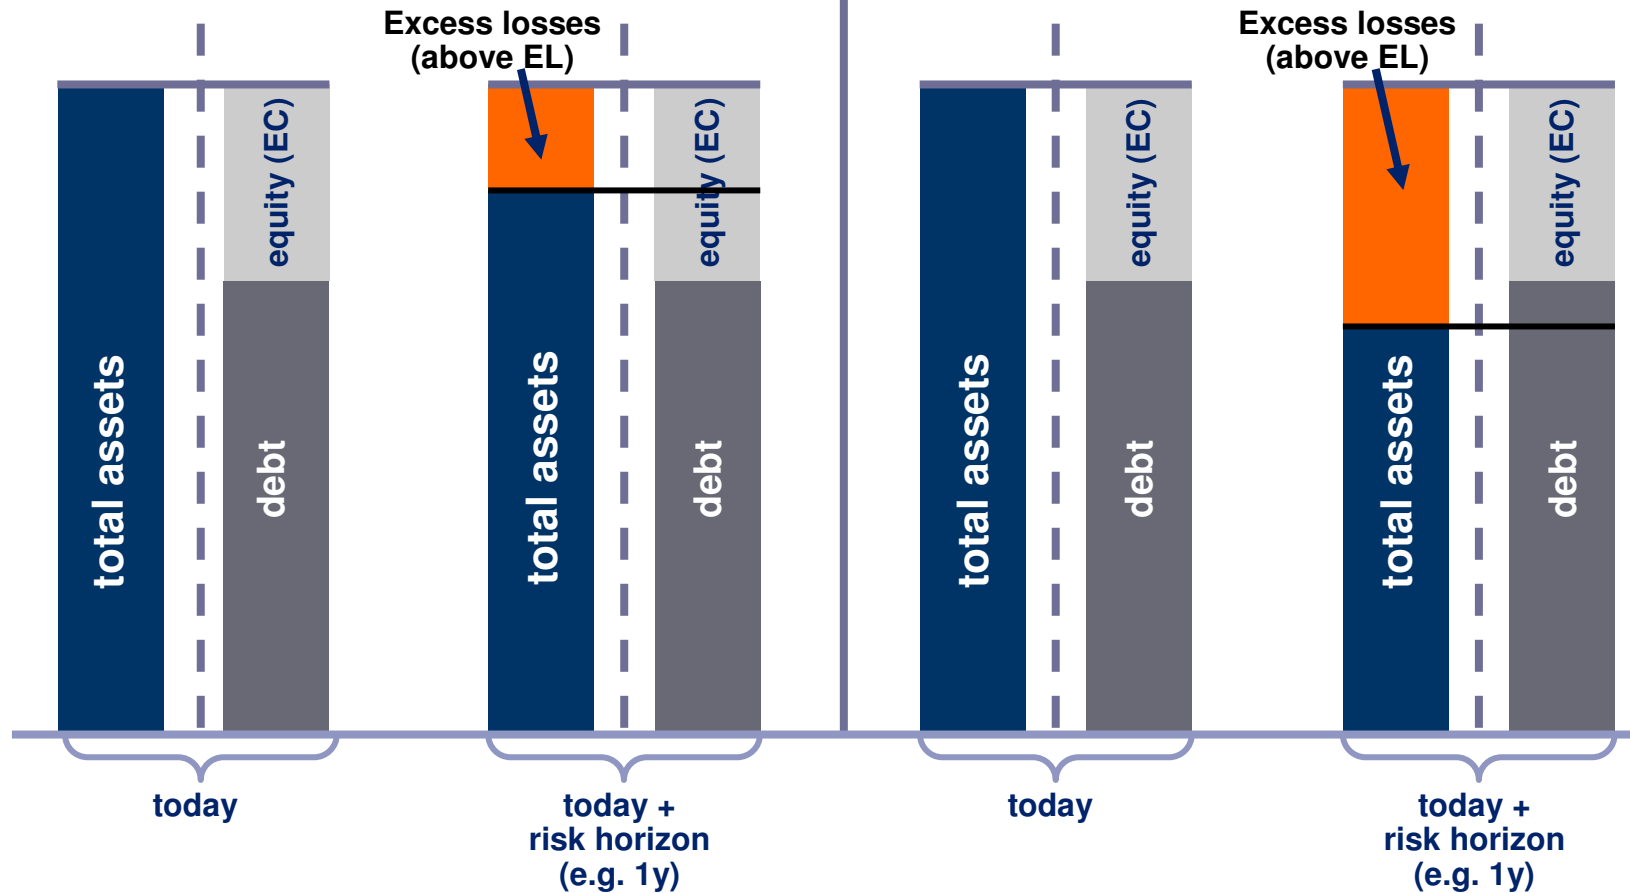 Excess losses
(above EL)
total assets
equity (EC)
debt
total assets
equity (EC)
debt
today
today +
risk horizon
(e.g. 1y)
Excess losses
(above EL)
total assets
equity (EC)
debt
total assets
equity (EC)
debt
today
today +
risk horizon
(e.g. 1y)